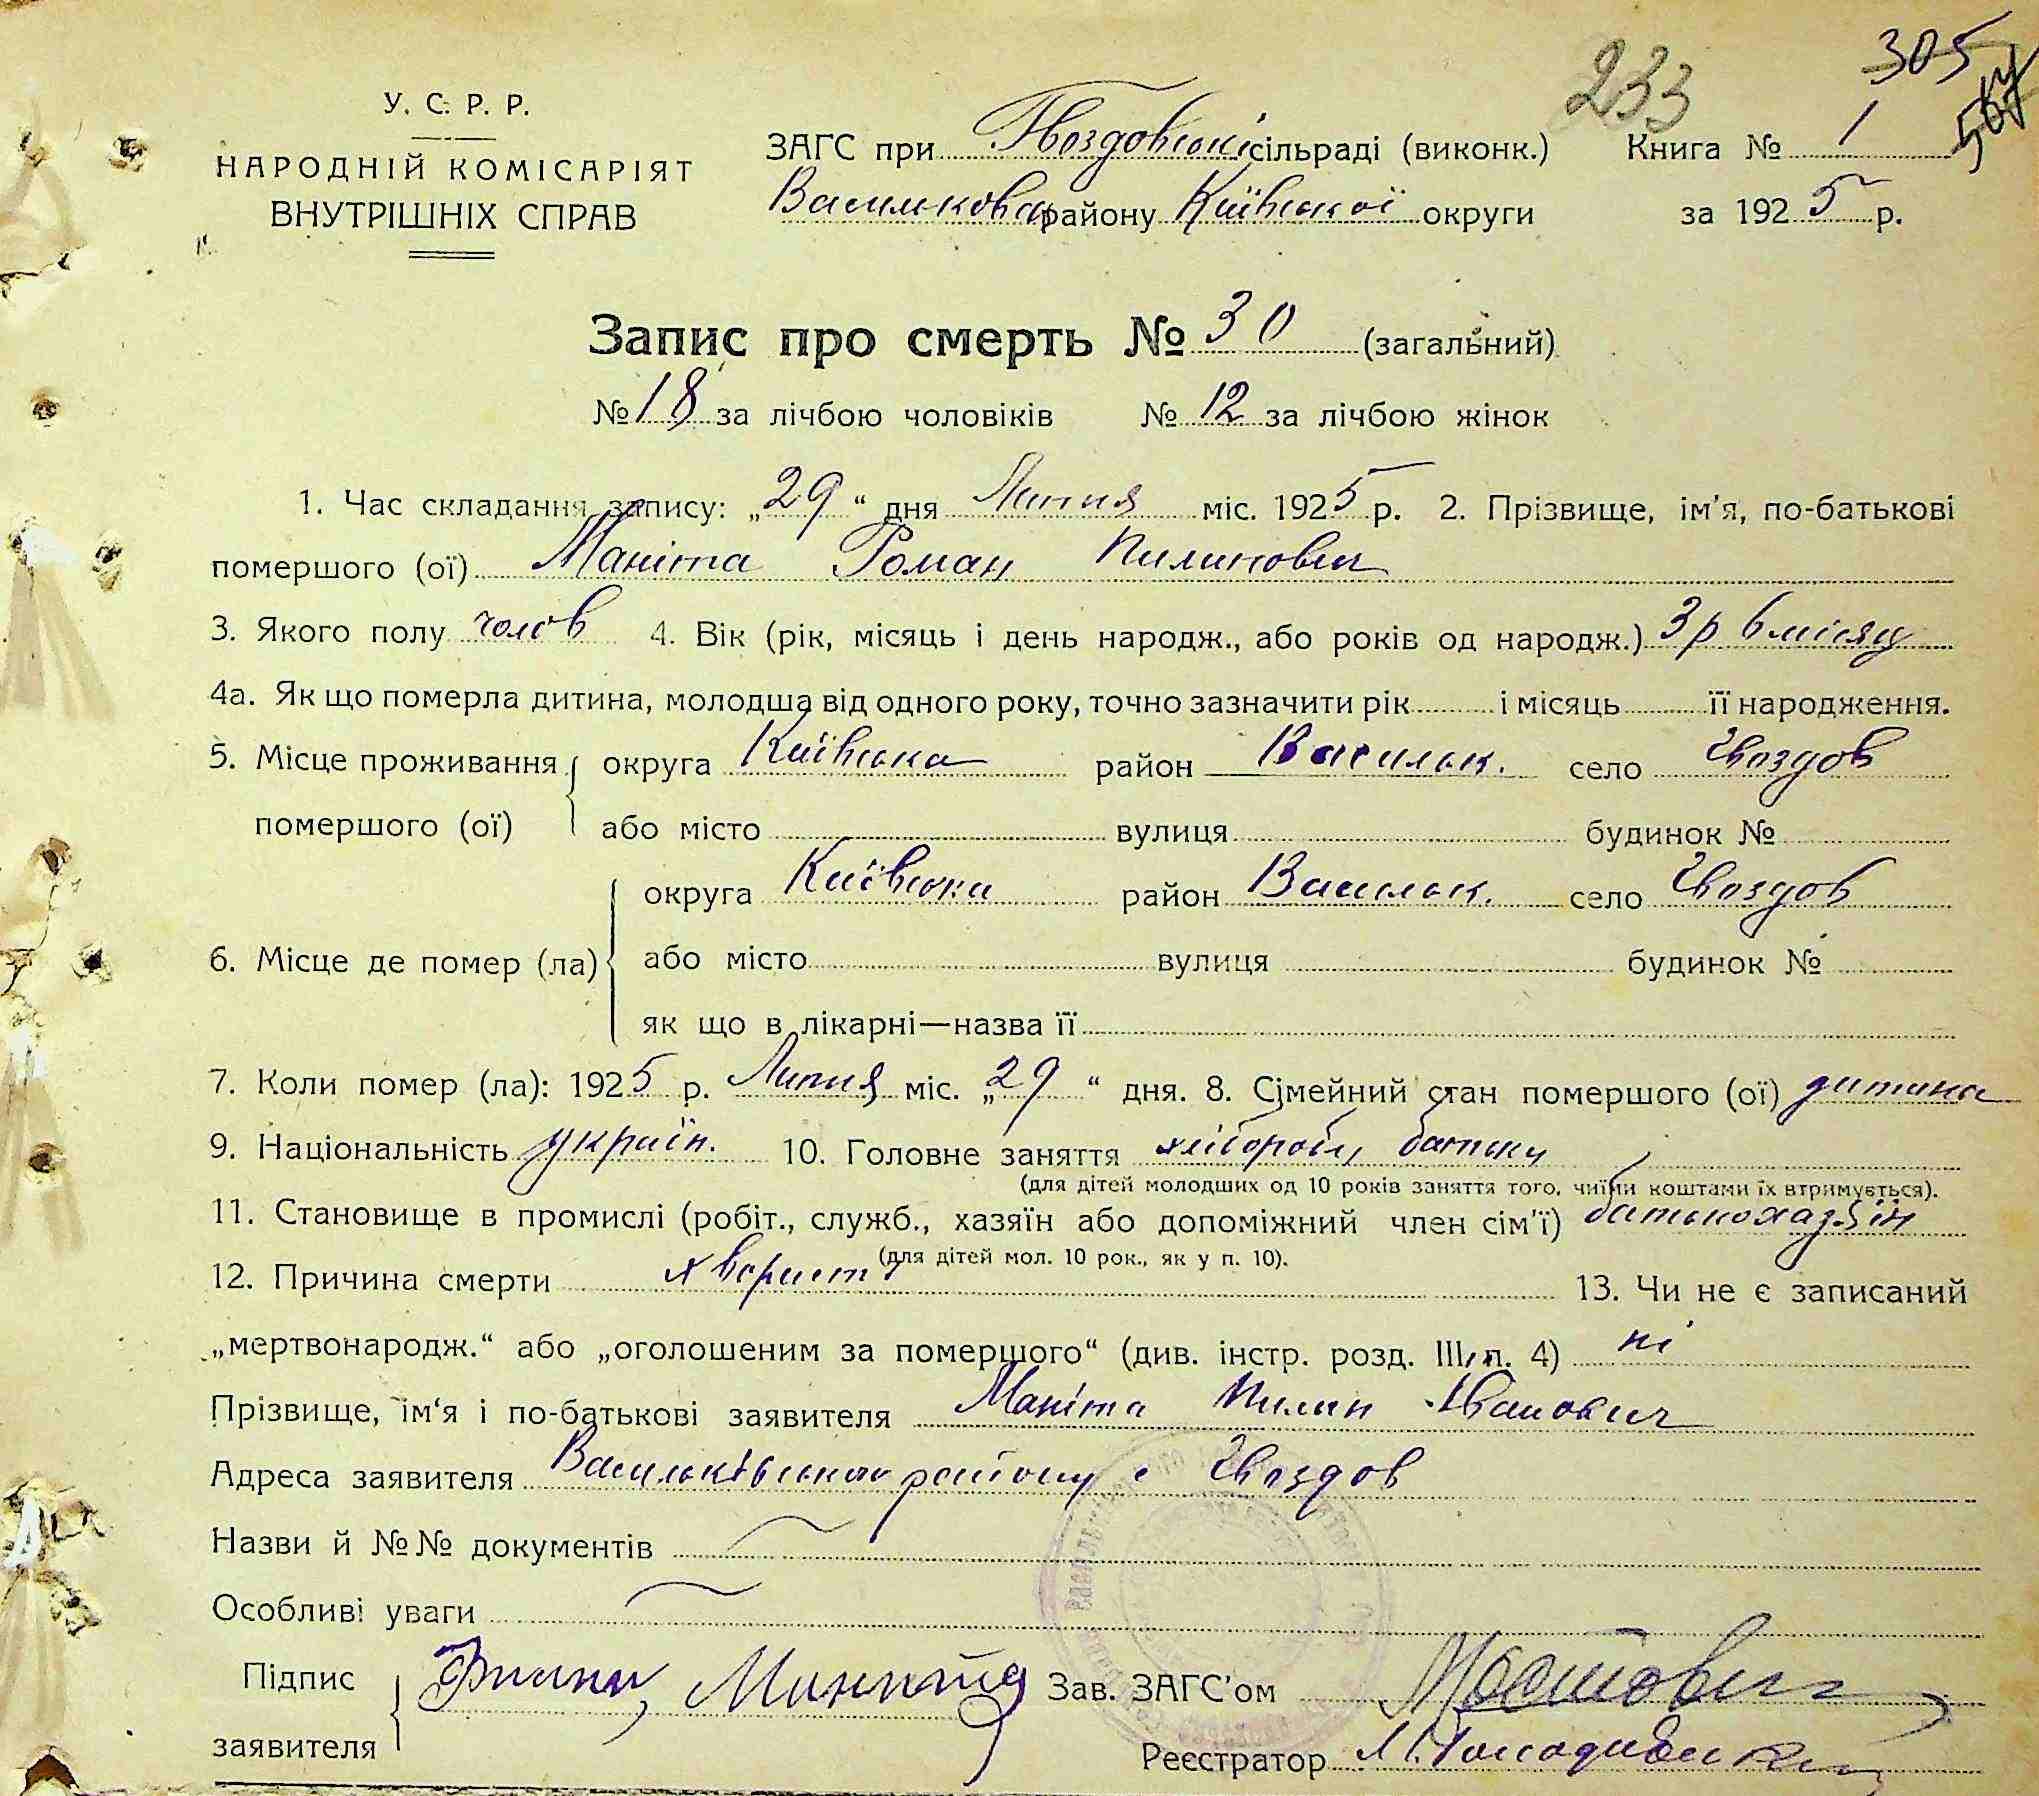 233 305
567
У. С. Р. Р.
НАРОДНІЙ КОМІСАРІЯТ
ВНУТРІШНІХ СПРАВ
ЗАГС при Гвоздовській сільраді (виконк.) Книга № 1
Васильков району Київської округи за 1925 р.
Запис про смерть № 30 (загальний)
№ 18 за лічбою чоловіків № 12 за лічбою жінок
1. Час складання запису: „29“ дня Липня міс. 1925 р. 2. Прізвище, ім'я, по-батькові
помершого (ої) Маніта Роман Пилипович
3. Якого полу чолов 4. Вік (рік, місяць і день народж., або років од народж.) 3 р 6 місяц
4а. Як що померла дитина, молодша від одного року, точно зазначити рік і місяць її народження.
5. Місце проживання помершого (ої) округа Київська район Васильк. село Гвоздов
або місто вулиця будинок №
6. Місце де помер (ла) округа Київська район Васильк. село Гвоздов
або місто вулиця будинок №
як що в лікарні—назва її
7. Коли помер (ла): 1925 р. Липня міс. „29“ дня. 8. Сімейний стан помершого (ої) дитина
9. Національність україн. 10. Головне заняття хлібороби батьки
(для дітей молодших од 10 років заняття того, чиїми коштами їх втримується).
11. Становище в промислі (робіт., служб., хазяїн або допоміжний член сім'ї) батько хазяїн
(для дітей мол. 10 рок., як у п. 10).
12. Причина смерти 13. Чи не є записаний
„мертвонародж.“ або „оголошеним за помершого“ (див. інстр. розд. III, п. 4) ні
Прізвище, ім'я і по-батькові заявителя Маніта Пилип Іванович
Адреса заявителя Васильківського району с Гвоздов
Назви й №№ документів
Особливі уваги
Підпис заявителя Маниита Зав. ЗАГС'ом
Реєстратор